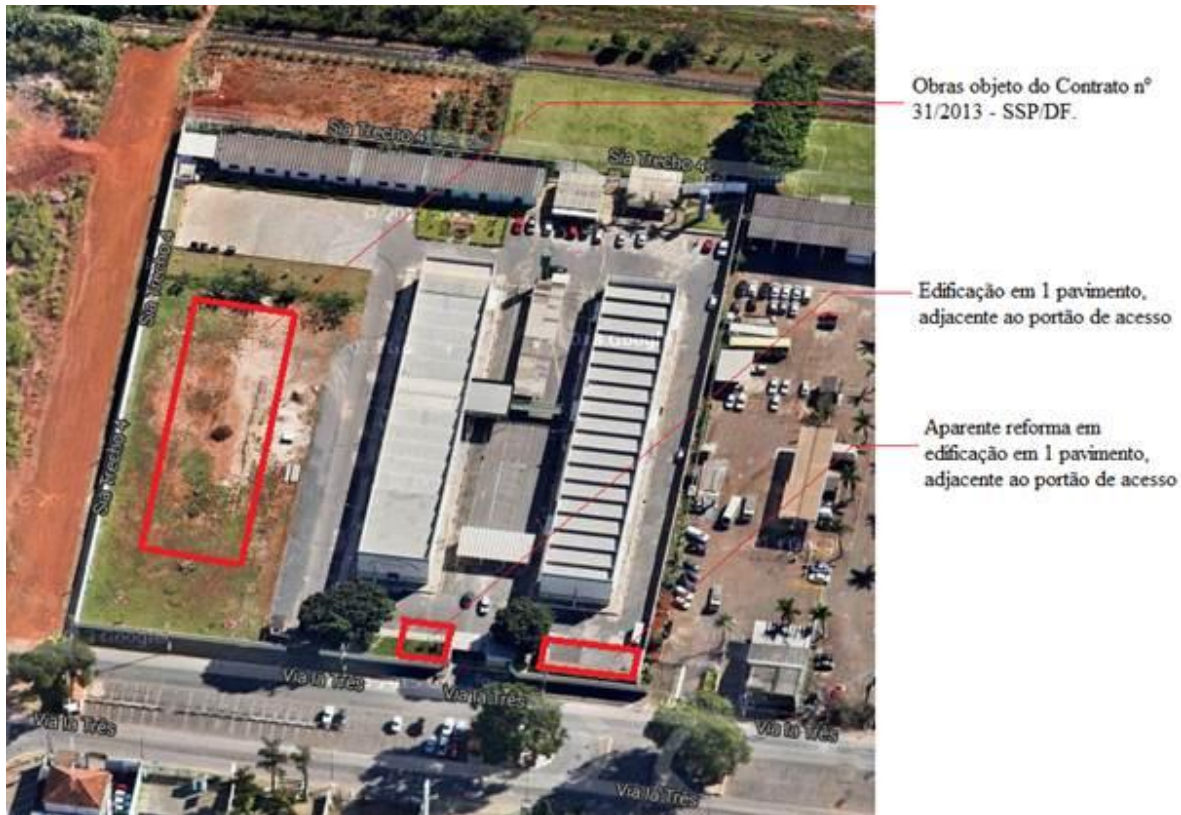 Obras objeto do Contrato nº
31/2013 - SSP/DF.
Sia Trecho 4
Sia Trecho 4
Edificação em 1 pavimento,
adjacente ao portão de acesso
Sia Trecho 4
Aparente reforma em
edificação em 1 pavimento,
adjacente ao portão de acesso
Sia Trecho 4
Via Ia Três
Via Ia Três
Via Ia Três
Via Ia Três
Via Ia Três